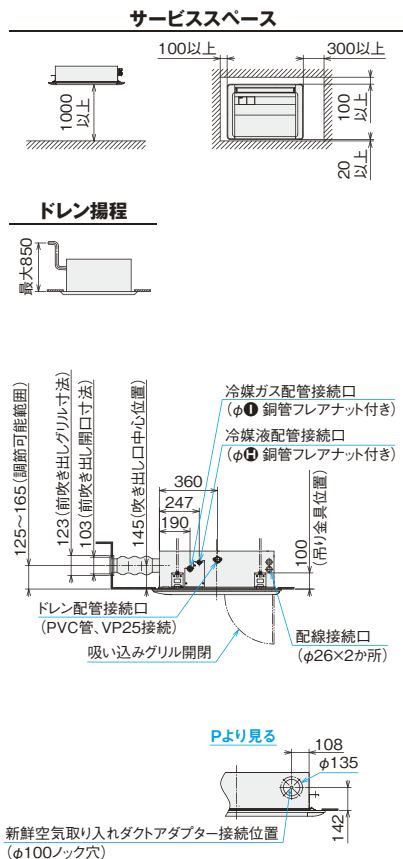 サービススペース
100以上
300以上
1000
以上
100
以上
20
以上
ドレン揚程
最大850
125～165（調節可能範囲）
123（前吹き出しグリル寸法）
103（前吹き出し開口寸法）
145（吹き出し口中心位置）
冷媒ガス配管接続口
（φI 銅管フレアナット付き）
冷媒液配管接続口
（φH 銅管フレアナット付き）
360
247
190
100
（吊り金具位置）
ドレン配管接続口
（PVC管、VP25接続）
吸い込みグリル開閉
配線接続口
（φ26×2か所）
Pより見る
108
φ135
142
新鮮空気取り入れダクトアダプター接続位置
（φ100ノック穴）